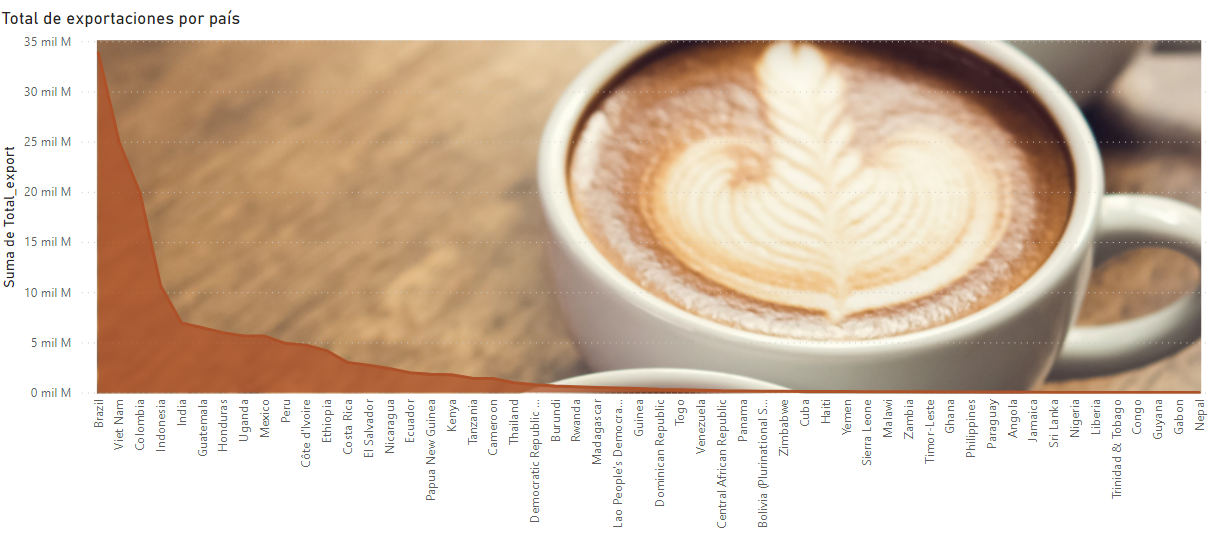 Total de exportaciones por país
35 mil M
30 mil M
25 mil M
20 mil M
15 mil M
10 mil M
5 mil M
0 mil M
Suma de Total_export
Brazil
Viet Nam
Colombia
Indonesia
India
Guatemala
Honduras
Uganda
Mexico
Peru
Côte d'Ivoire
Ethiopia
Costa Rica
El Salvador
Nicaragua
Ecuador
Papua New Guinea
Kenya
Tanzania
Cameroon
Thailand
Democratic Republic ...
Burundi
Rwanda
Madagascar
Lao People's Democra...
Guinea
Dominican Republic
Togo
Venezuela
Central African Republic
Panama
Bolivia (Plurinational S...
Zimbabwe
Cuba
Haiti
Yemen
Sierra Leone
Malawi
Zambia
Timor-Leste
Ghana
Philippines
Paraguay
Angola
Jamaica
Sri Lanka
Nigeria
Liberia
Trinidad & Tobago
Congo
Guyana
Gabon
Nepal